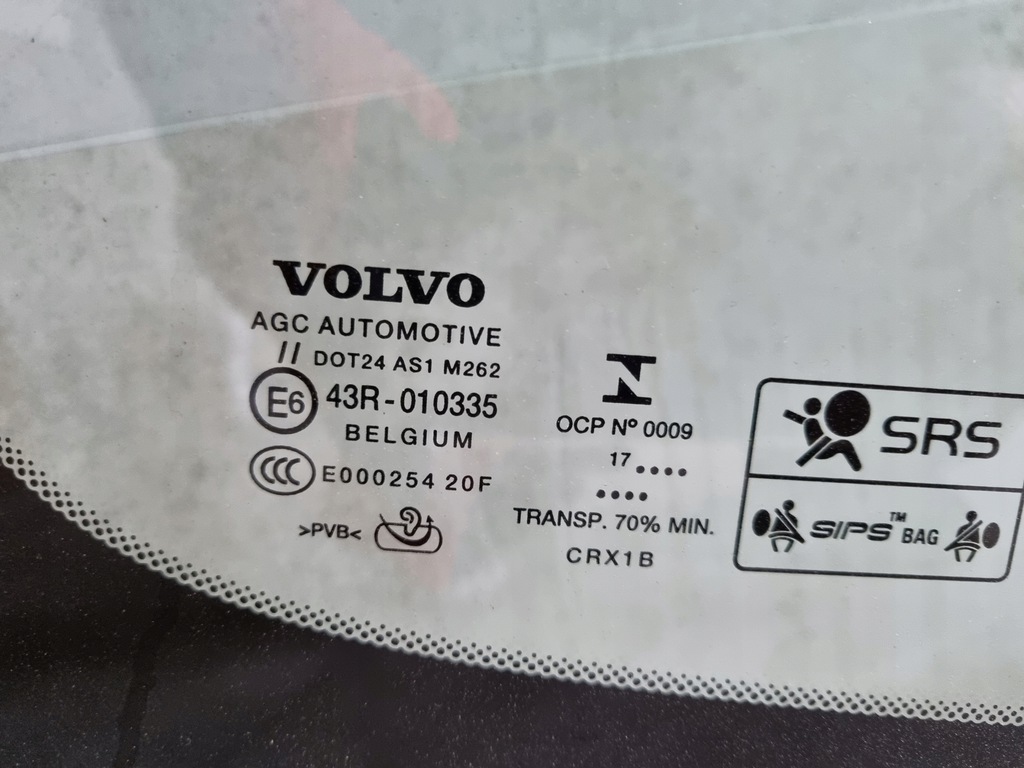 VOLVO
AGC AUTOMOTIVE
// DOT24 AS1 M262
E6 43R-010335
BELGIUM
CCC E000254 20F
>PVB<
OCP Nº 0009
17....
....
TRANSP. 70% MIN.
CRX1B
SRS
SIPS™ BAG